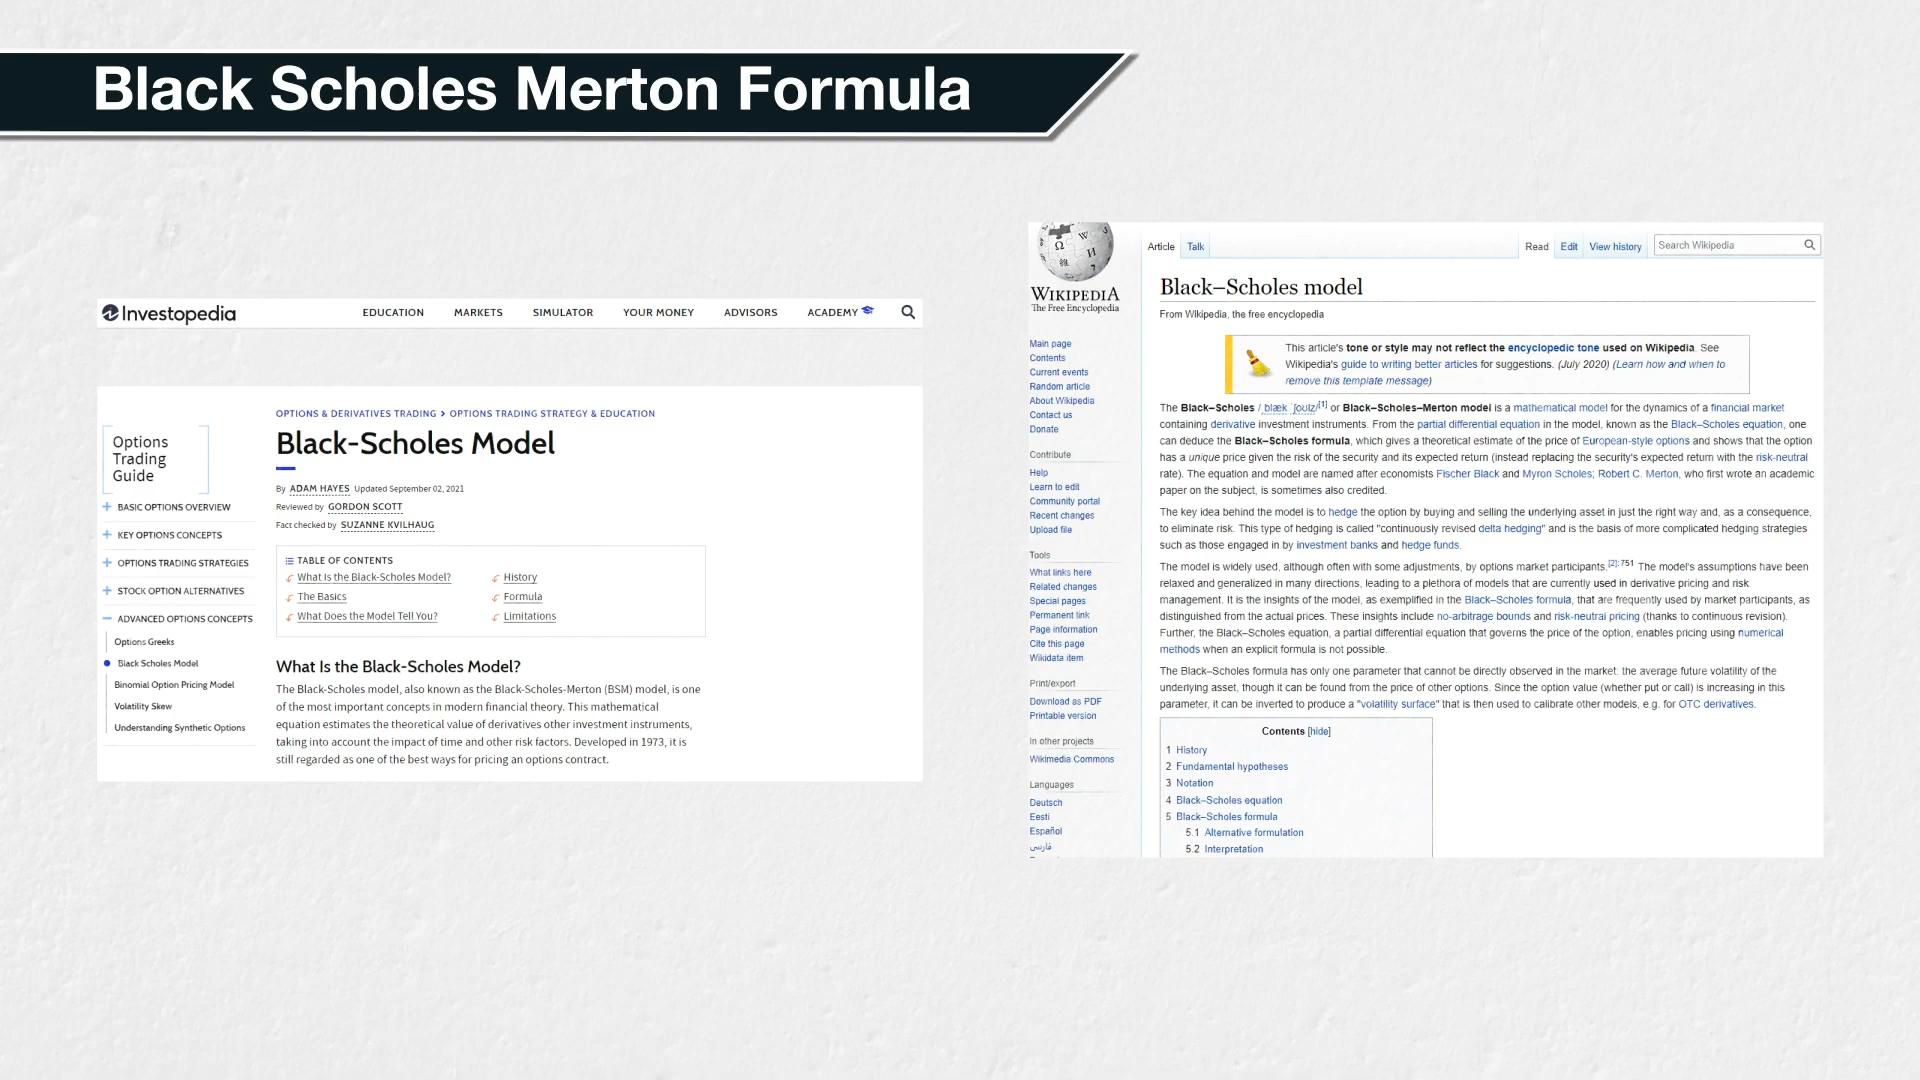 Black Scholes Merton Formula
Investopedia
EDUCATION MARKETS SIMULATOR YOUR MONEY ADVISORS ACADEMY
OPTIONS & DERIVATIVES TRADING > OPTIONS TRADING STRATEGY & EDUCATION
Options
Trading
Guide
BASIC OPTIONS OVERVIEW
KEY OPTIONS CONCEPTS
OPTIONS TRADING STRATEGIES
STOCK OPTION ALTERNATIVES
ADVANCED OPTIONS CONCEPTS
Options Greeks
Black Scholes Model
Binomial Option Pricing Model
Volatility Skew
Understanding Synthetic Options
Black-Scholes Model
By ADAM HAYES Updated September 02, 2021
Reviewed by GORDON SCOTT
Fact checked by SUZANNE KVILHAUG
TABLE OF CONTENTS
What Is the Black-Scholes Model? History
The Basics Formula
What Does the Model Tell You? Limitations
What Is the Black-Scholes Model?
The Black-Scholes model, also known as the Black-Scholes-Merton (BSM) model, is one
of the most important concepts in modern financial theory. This mathematical
equation estimates the theoretical value of derivatives other investment instruments,
taking into account the impact of time and other risk factors. Developed in 1973, it is
still regarded as one of the best ways for pricing an options contract.
WIKIPEDIA
The Free Encyclopedia
Main page
Contents
Current events
Random article
About Wikipedia
Contact us
Donate
Contribute
Help
Learn to edit
Community portal
Recent changes
Upload file
Tools
What links here
Related changes
Special pages
Permanent link
Page information
Cite this page
Wikidata item
Print/export
Download as PDF
Printable version
In other projects
Wikimedia Commons
Languages
Deutsch
Eesti
Español
فارسی
Article Talk Read Edit View history Search Wikipedia
Black–Scholes model
From Wikipedia, the free encyclopedia
This article's tone or style may not reflect the encyclopedic tone used on Wikipedia. See
Wikipedia's guide to writing better articles for suggestions. (July 2020) (Learn how and when to
remove this template message)
The Black–Scholes /ˌblæk ˈʃoʊlz/[1] or Black–Scholes–Merton model is a mathematical model for the dynamics of a financial market
containing derivative investment instruments. From the partial differential equation in the model, known as the Black–Scholes equation, one
can deduce the Black–Scholes formula, which gives a theoretical estimate of the price of European-style options and shows that the option
has a unique price given the risk of the security and its expected return (instead replacing the security's expected return with the risk-neutral
rate). The equation and model are named after economists Fischer Black and Myron Scholes; Robert C. Merton, who first wrote an academic
paper on the subject, is sometimes also credited.
The key idea behind the model is to hedge the option by buying and selling the underlying asset in just the right way and, as a consequence,
to eliminate risk. This type of hedging is called "continuously revised delta hedging" and is the basis of more complicated hedging strategies
such as those engaged in by investment banks and hedge funds.
The model is widely used, although often with some adjustments, by options market participants.[2]:751 The model's assumptions have been
relaxed and generalized in many directions, leading to a plethora of models that are currently used in derivative pricing and risk
management. It is the insights of the model, as exemplified in the Black–Scholes formula, that are frequently used by market participants, as
distinguished from the actual prices. These insights include no-arbitrage bounds and risk-neutral pricing (thanks to continuous revision).
Further, the Black–Scholes equation, a partial differential equation that governs the price of the option, enables pricing using numerical
methods when an explicit formula is not possible.
The Black–Scholes formula has only one parameter that cannot be directly observed in the market: the average future volatility of the
underlying asset, though it can be found from the price of other options. Since the option value (whether put or call) is increasing in this
parameter, it can be inverted to produce a "volatility surface" that is then used to calibrate other models, e.g. for OTC derivatives.
Contents [hide]
1 History
2 Fundamental hypotheses
3 Notation
4 Black–Scholes equation
5 Black–Scholes formula
5.1 Alternative formulation
5.2 Interpretation